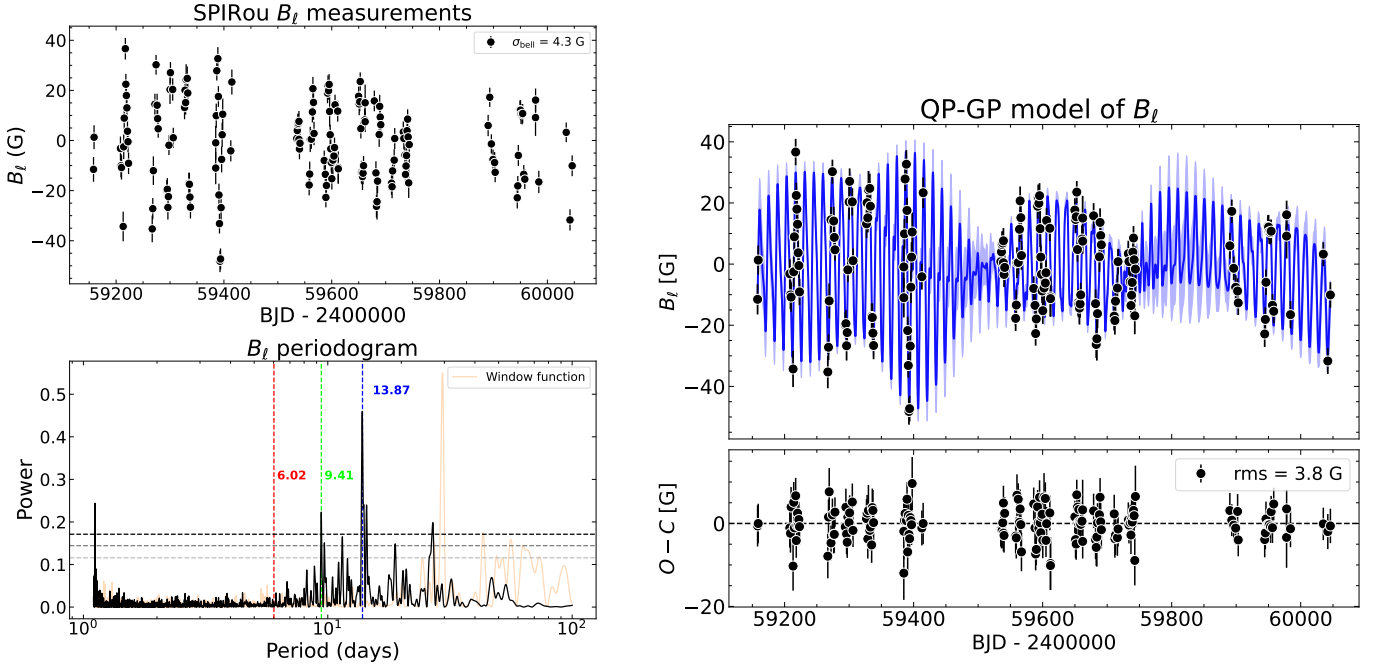 SPIRou Bℓ measurements
σbell = 4.3 G
40
20
0
−20
−40
Bℓ (G)
59200 59400 59600 59800 60000
BJD - 2400000
Bℓ periodogram
Window function
13.87
6.02
9.41
0.5
0.4
0.3
0.2
0.1
0.0
Power
10⁰ 10¹ 10²
Period (days)
QP-GP model of Bℓ
40
20
0
−20
−40
Bℓ [G]
rms = 3.8 G
0
−20
O − C [G]
59200 59400 59600 59800 60000
BJD - 2400000